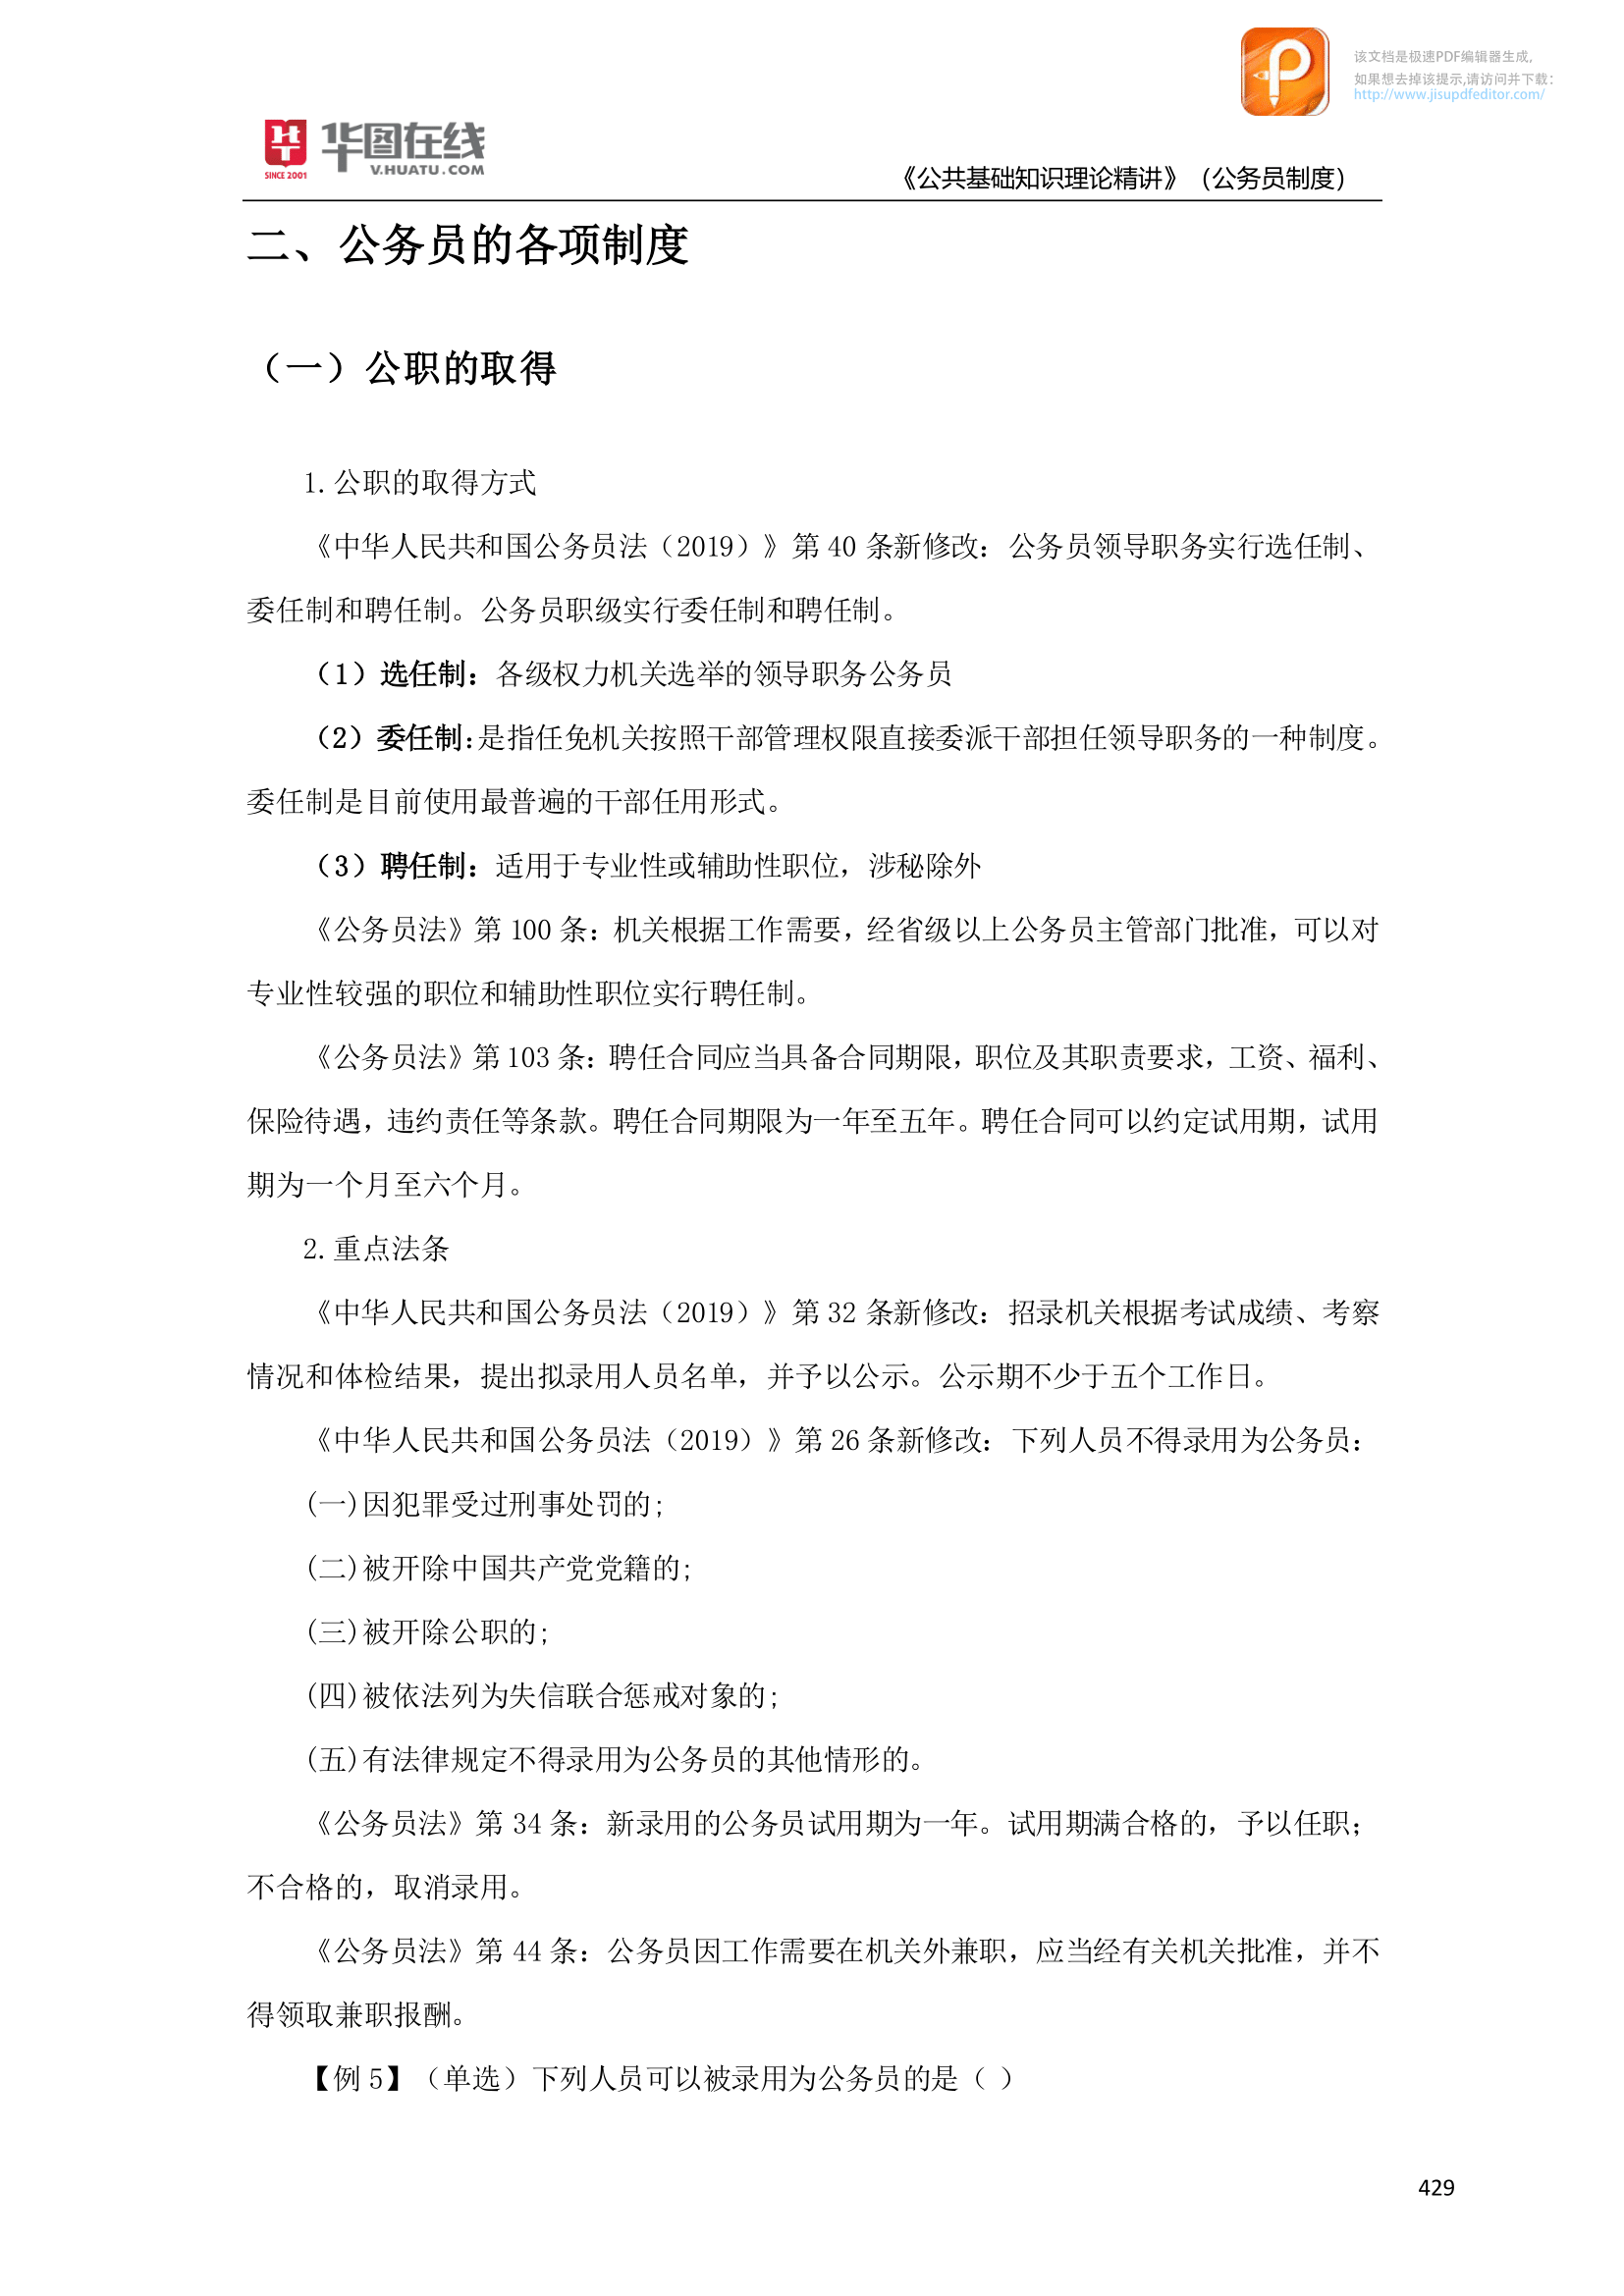 该文档是极速PDF编辑器生成,
如果想去掉该提示,请访问并下载:
http://www.jisupdfeditor.com/
华图在线
V.HUATU.COM
SINCE 2001
《公共基础知识理论精讲》（公务员制度）
二、公务员的各项制度
（一）公职的取得
1.公职的取得方式
《中华人民共和国公务员法（2019）》第 40 条新修改：公务员领导职务实行选任制、
委任制和聘任制。公务员职级实行委任制和聘任制。
（1）选任制：各级权力机关选举的领导职务公务员
（2）委任制：是指任免机关按照干部管理权限直接委派干部担任领导职务的一种制度。
委任制是目前使用最普遍的干部任用形式。
（3）聘任制：适用于专业性或辅助性职位，涉秘除外
《公务员法》第 100 条：机关根据工作需要，经省级以上公务员主管部门批准，可以对
专业性较强的职位和辅助性职位实行聘任制。
《公务员法》第 103 条：聘任合同应当具备合同期限，职位及其职责要求，工资、福利、
保险待遇，违约责任等条款。聘任合同期限为一年至五年。聘任合同可以约定试用期，试用
期为一个月至六个月。
2.重点法条
《中华人民共和国公务员法（2019）》第 32 条新修改：招录机关根据考试成绩、考察
情况和体检结果，提出拟录用人员名单，并予以公示。公示期不少于五个工作日。
《中华人民共和国公务员法（2019）》第 26 条新修改：下列人员不得录用为公务员：
(一)因犯罪受过刑事处罚的;
(二)被开除中国共产党党籍的;
(三)被开除公职的;
(四)被依法列为失信联合惩戒对象的;
(五)有法律规定不得录用为公务员的其他情形的。
《公务员法》第 34 条：新录用的公务员试用期为一年。试用期满合格的，予以任职；
不合格的，取消录用。
《公务员法》第 44 条：公务员因工作需要在机关外兼职，应当经有关机关批准，并不
得领取兼职报酬。
【例 5】（单选）下列人员可以被录用为公务员的是（ ）
429